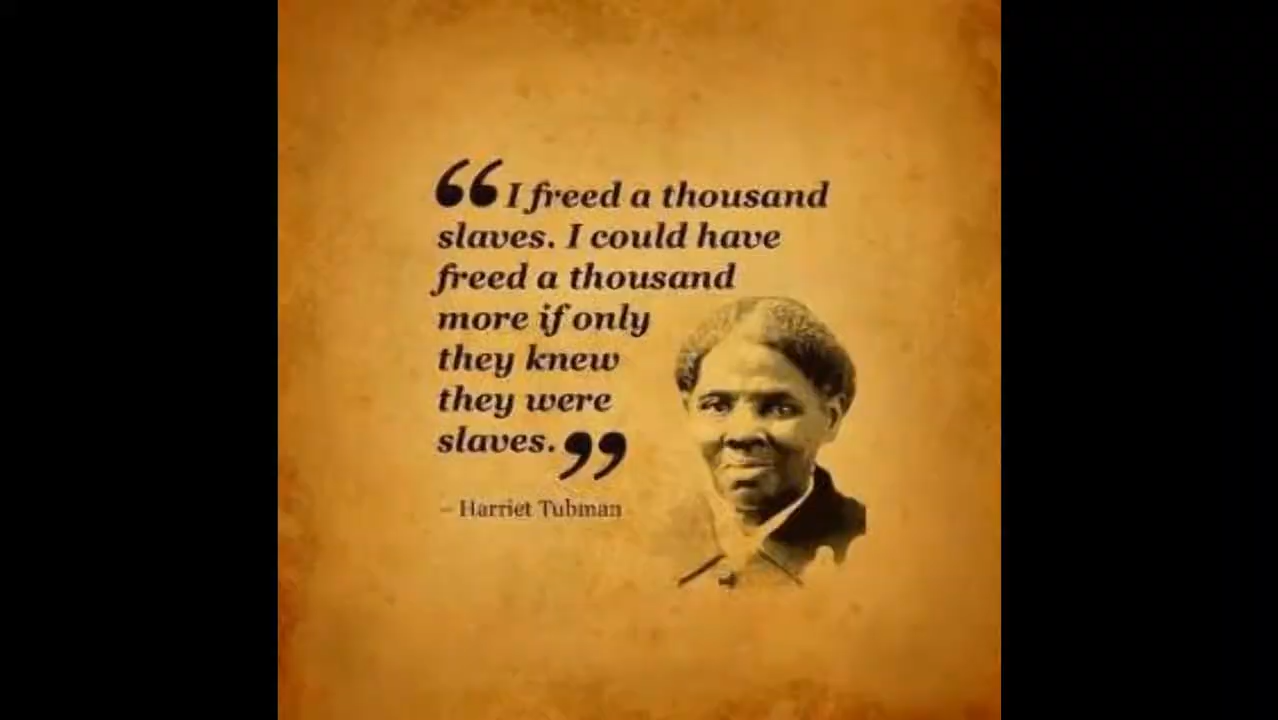 “I freed a thousand
slaves. I could have
freed a thousand
more if only
they knew
they were
slaves.”
– Harriet Tubman